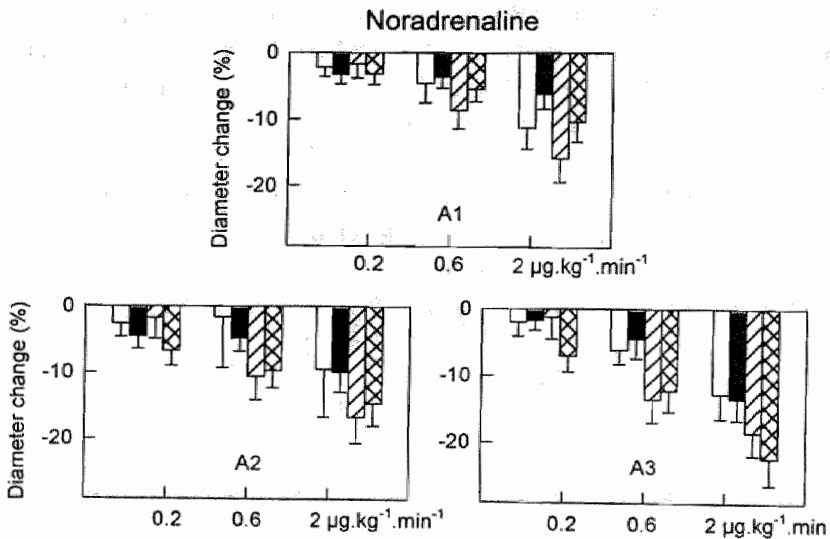 Noradrenaline
Diameter change (%)
0
-10
-20
A1
0.2 0.6 2 µg.kg⁻¹.min⁻¹
Diameter change (%)
0
-10
-20
A2
0.2 0.6 2 µg.kg⁻¹.min⁻¹
0
-10
-20
A3
0.2 0.6 2 µg.kg⁻¹.min